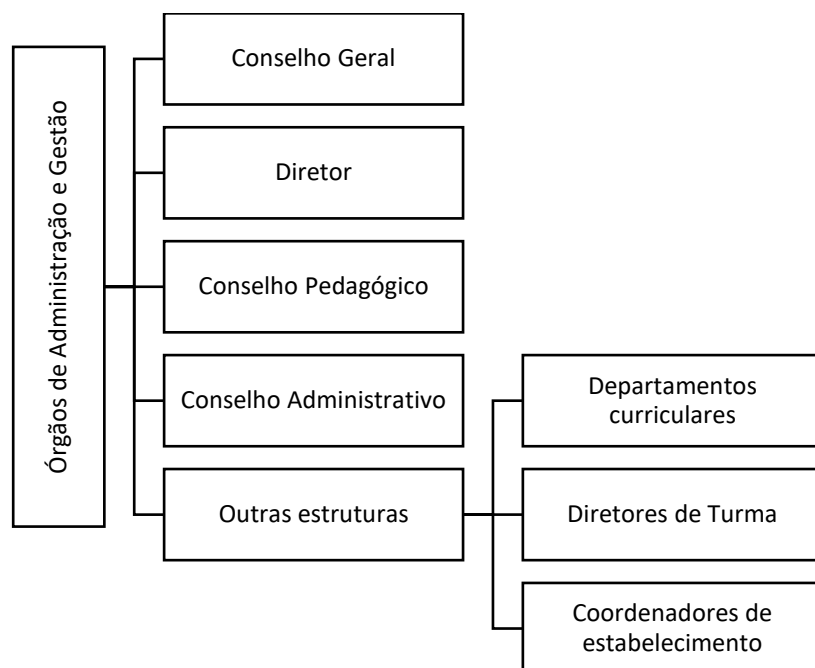 Órgãos de Administração e Gestão
Conselho Geral
Diretor
Conselho Pedagógico
Conselho Administrativo
Outras estruturas
Departamentos
curriculares
Diretores de Turma
Coordenadores de
estabelecimento